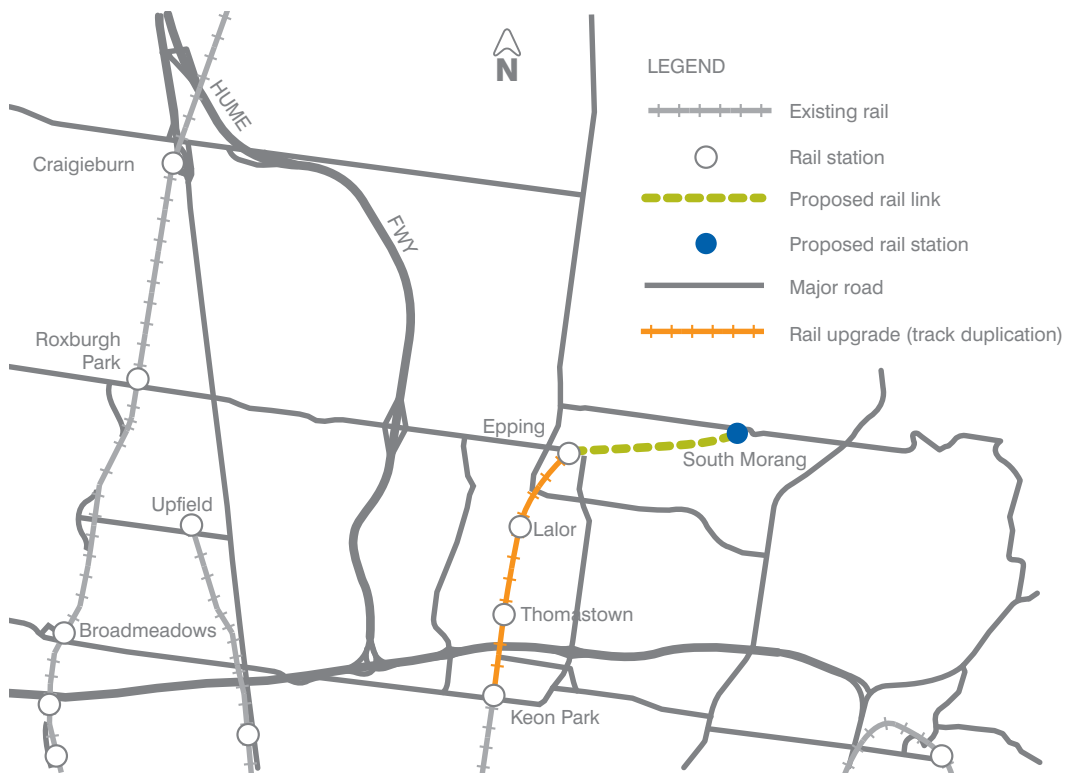 N
LEGEND
Existing rail
Rail station
Proposed rail link
Proposed rail station
Major road
Rail upgrade (track duplication)
HUME
FWY
Craigieburn
Roxburgh
Park
Epping
South Morang
Upfield
Lalor
Thomastown
Broadmeadows
Keon Park